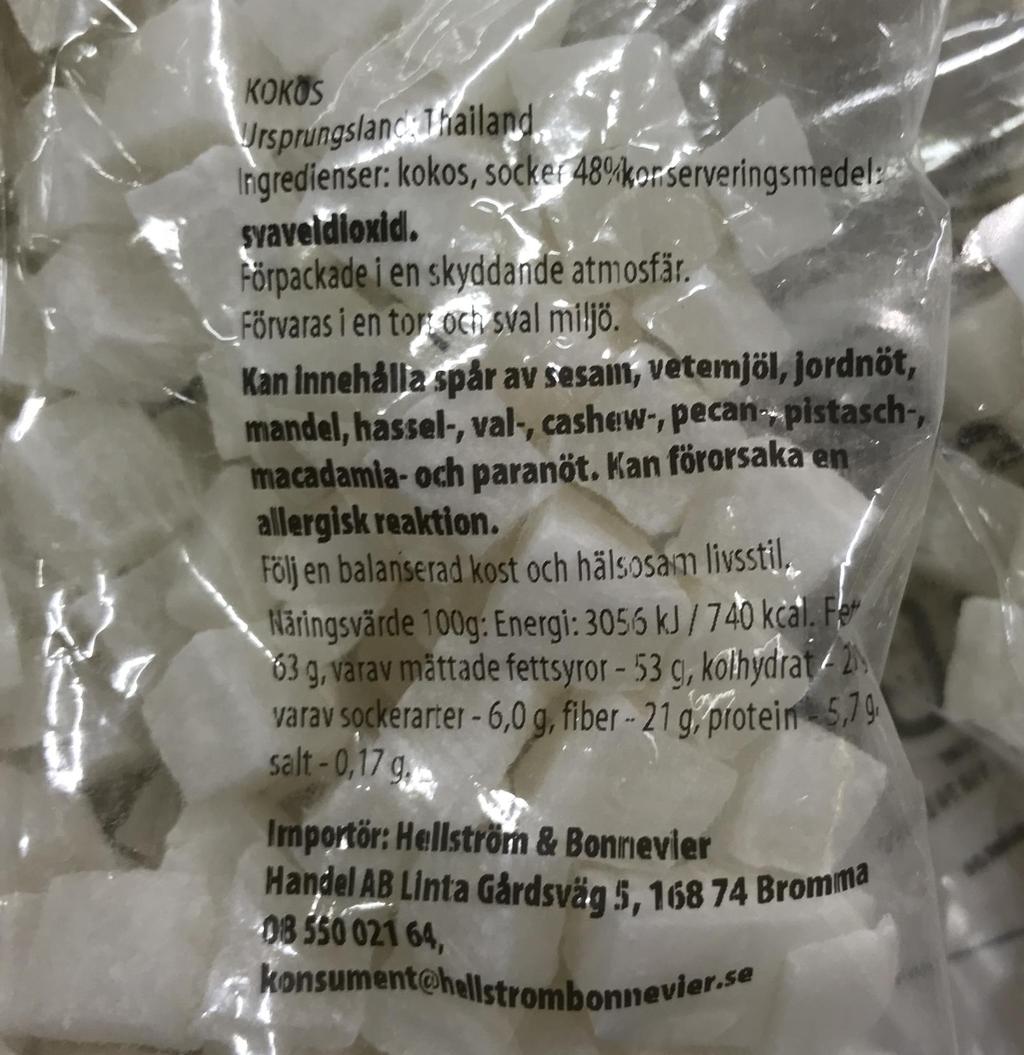 KOKOS
Ursprungsland: Thailand
Ingredienser: kokos, socker 48%konserveringsmedel:
svaveldioxid.
Förpackade i en skyddande atmosfär.
Förvaras i en torr och sval miljö.
Kan innehålla spår av sesam, vetemjöl, jordnöt,
mandel, hassel-, val-, cashew-, pecan-, pistasch-,
macadamia- och paranöt. Kan förorsaka en
allergisk reaktion.
Följ en balanserad kost och hälsosam livsstil.
Näringsvärde 100g: Energi: 3056 kJ / 740 kcal. Fett
63 g, varav mättade fettsyror - 53 g, kolhydrat -
varav sockerarter - 6,0 g, fiber - 21 g, protein - 5,7 g,
salt - 0,17 g.
Importör: Hellström & Bonnevier
Handel AB Linta Gårdsväg 5, 168 74 Bromma
08 550 021 64,
konsument@hellstrombonnevier.se